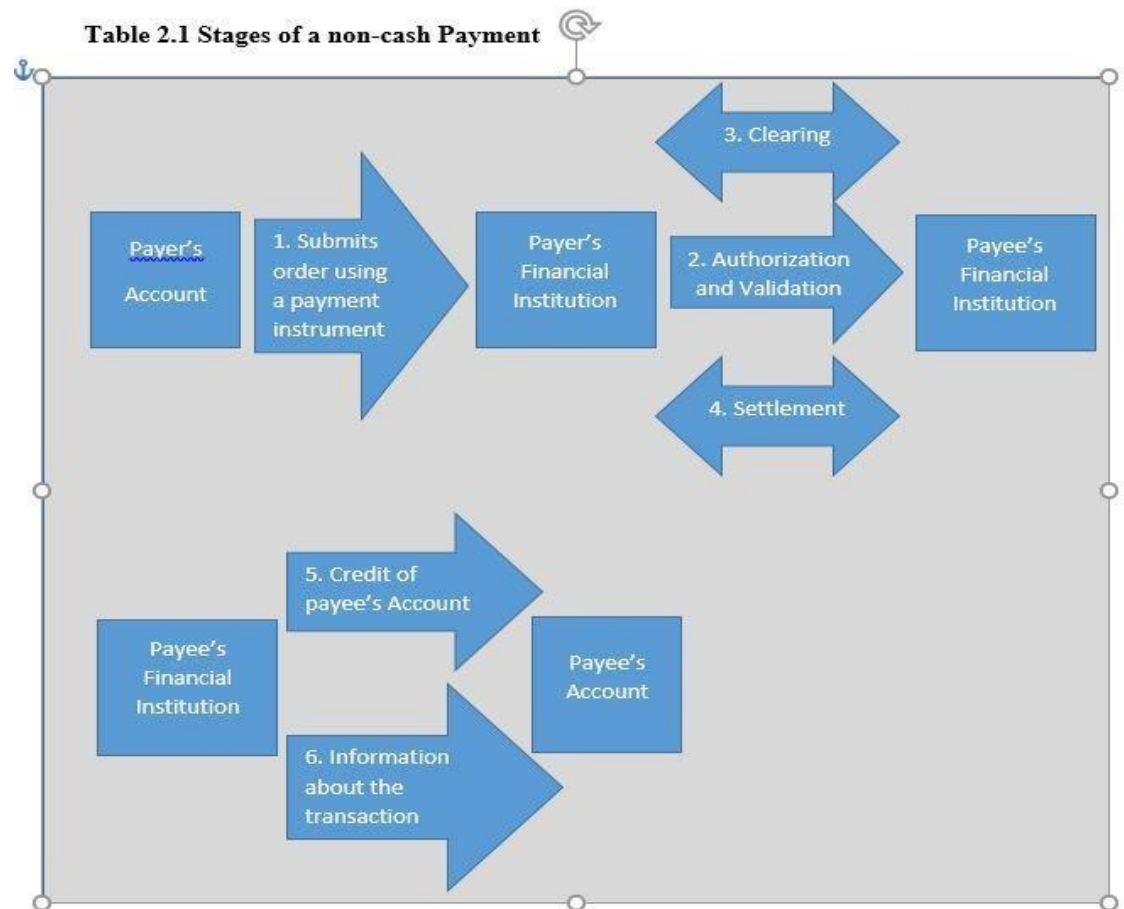 Table 2.1 Stages of a non-cash Payment
3. Clearing
Payer's
Account
1. Submits
order using
a payment
instrument
Payer's
Financial
Institution
2. Authorization
and Validation
Payee's
Financial
Institution
4. Settlement
5. Credit of
payee's Account
Payee's
Financial
Institution
Payee's
Account
6. Information
about the
transaction